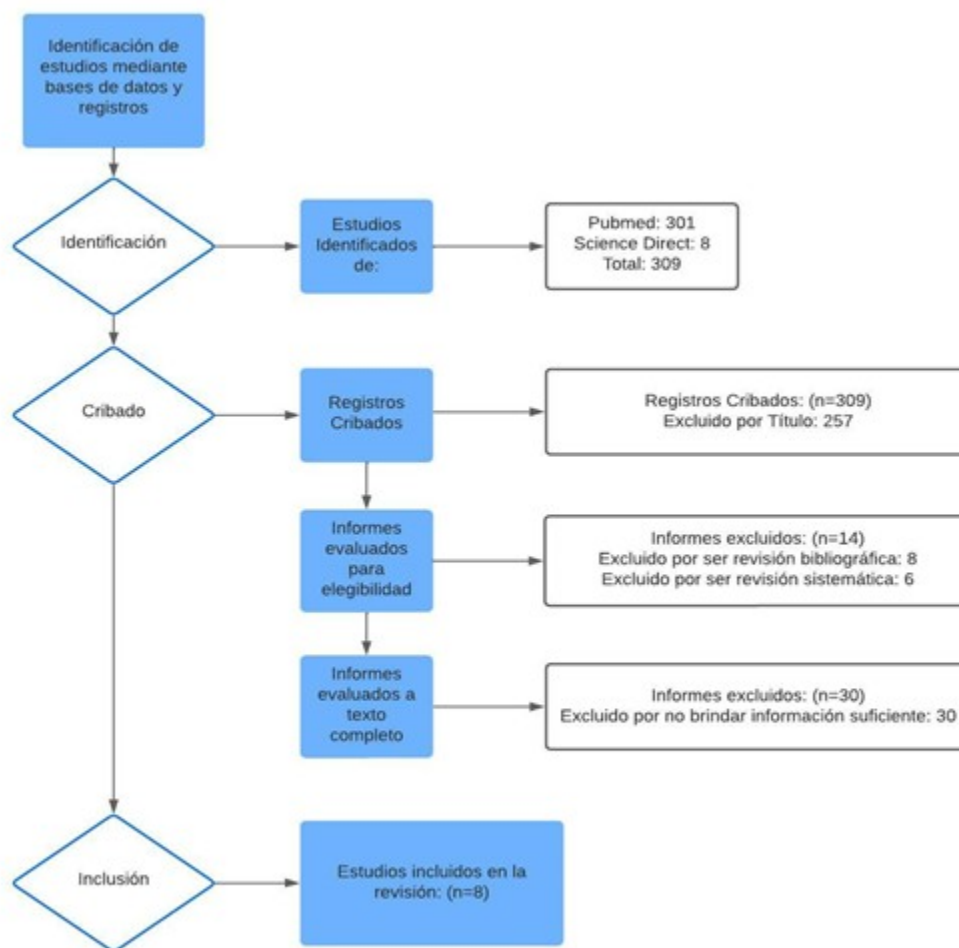 Identificación de
estudios mediante
bases de datos y
registros
Identificación
Estudios
Identificados
de:
Pubmed: 301
Science Direct: 8
Total: 309
Cribado
Registros
Cribados
Registros Cribados: (n=309)
Excluido por Título: 257
Informes
evaluados
para
elegibilidad
Informes excluidos: (n=14)
Excluido por ser revisión bibliográfica: 8
Excluido por ser revisión sistemática: 6
Informes
evaluados a
texto
completo
Informes excluidos: (n=30)
Excluido por no brindar información suficiente: 30
Inclusión
Estudios incluidos en la
revisión: (n=8)